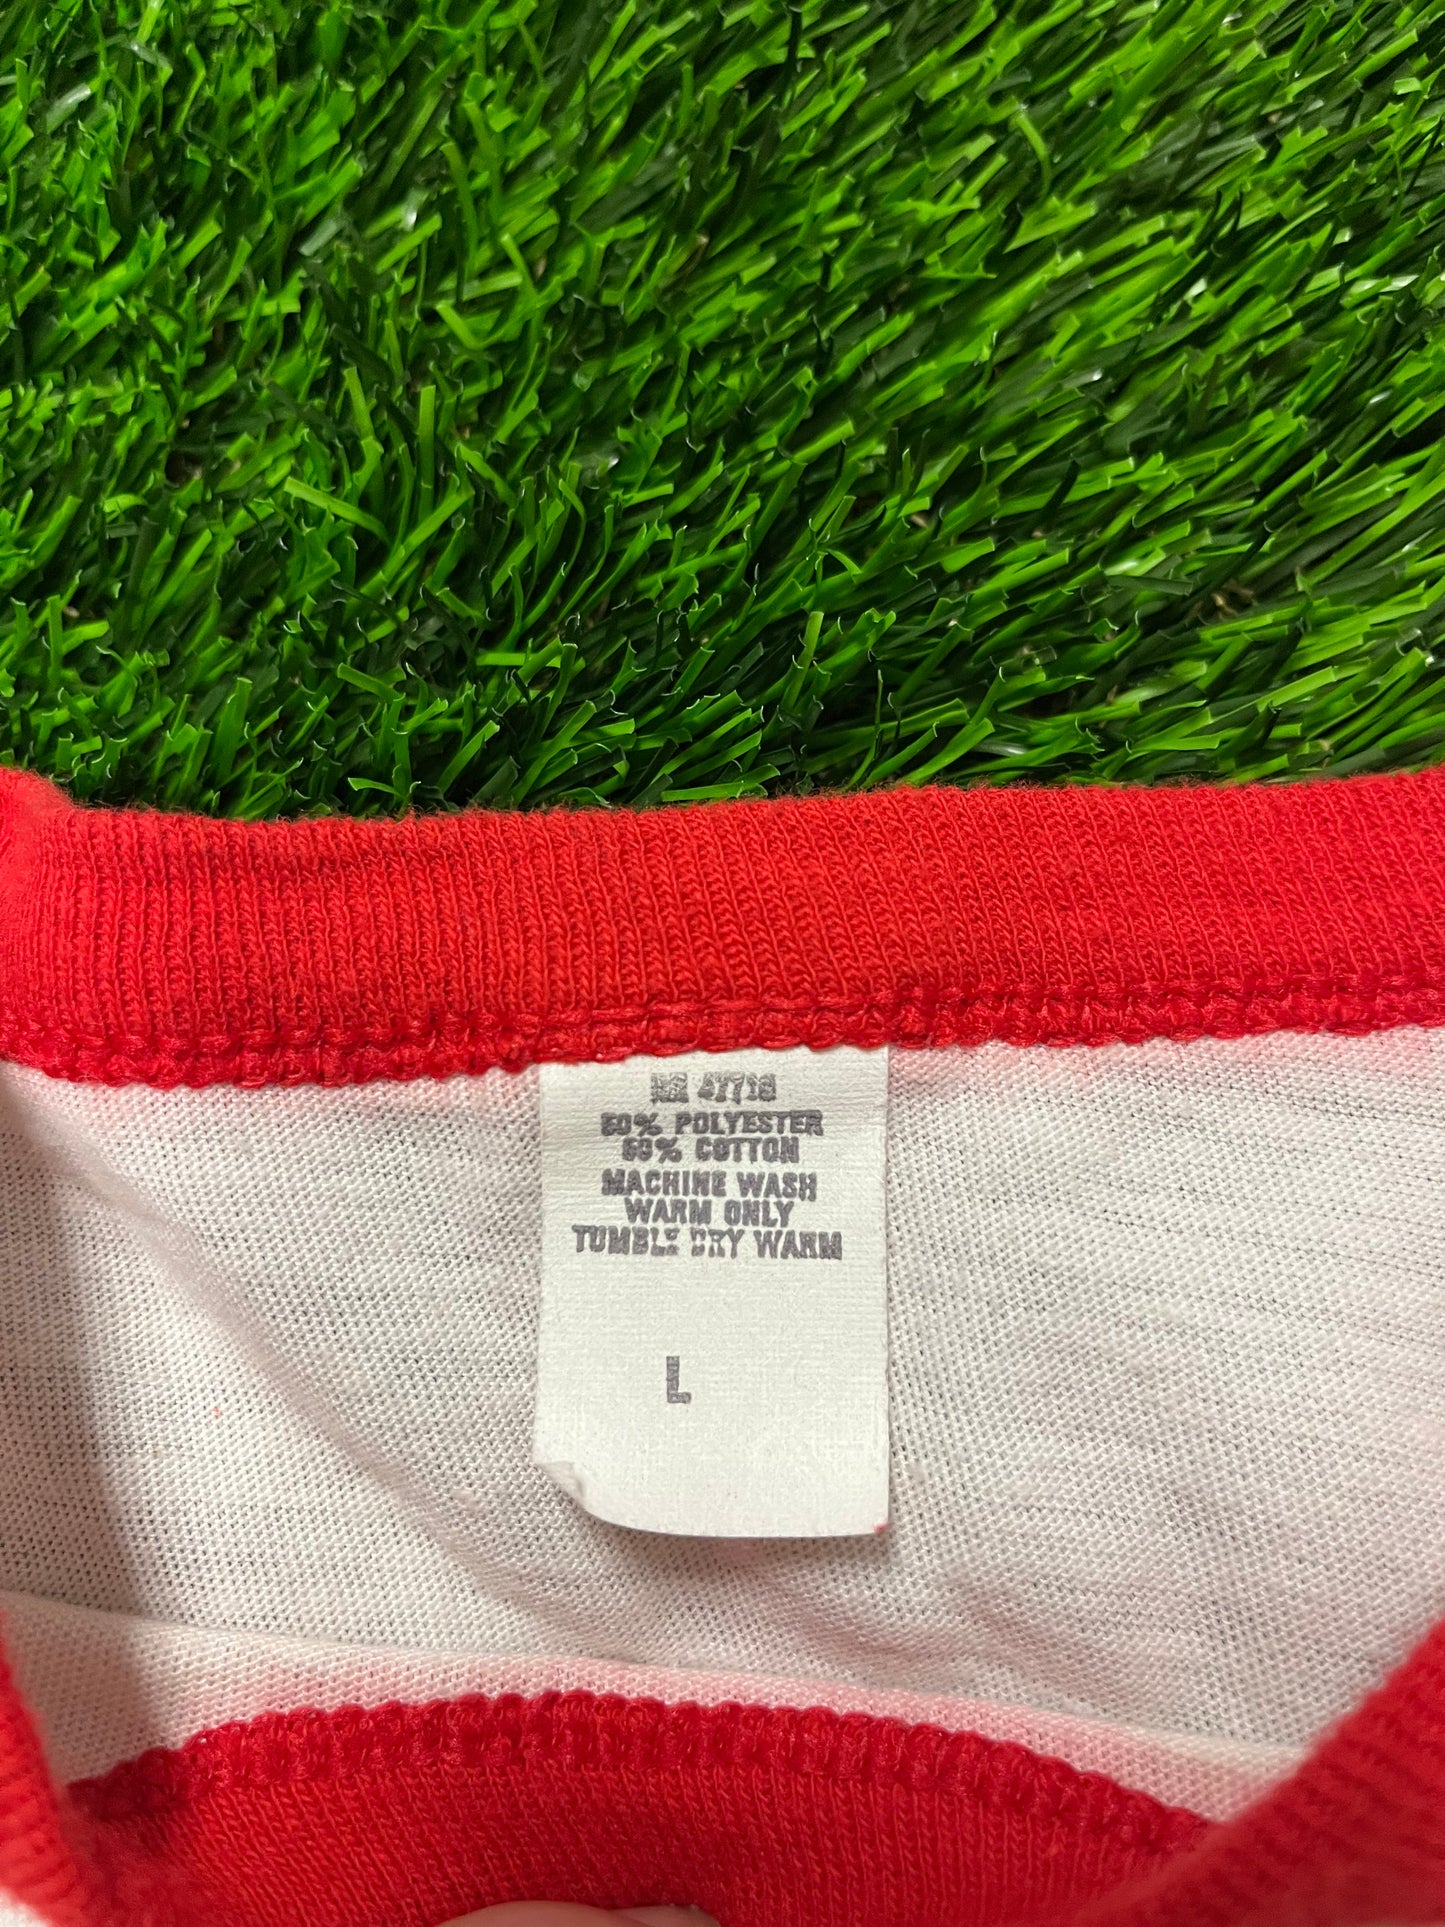 RN 47718
50% POLYESTER
50% COTTON
MACHINE WASH
WARM ONLY
TUMBLE DRY WARM
L